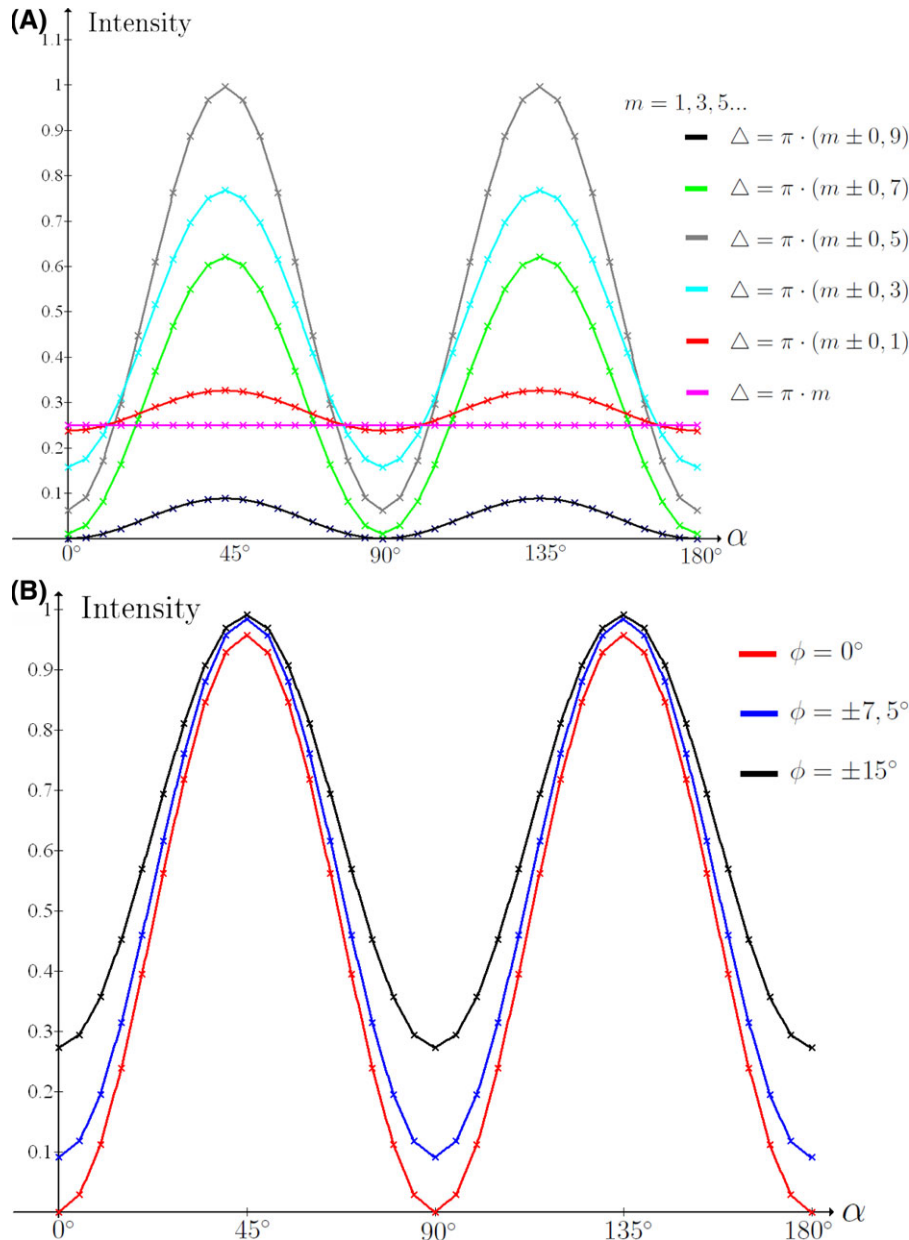 (A) Intensity
1.1
1
0.9
0.8
0.7
0.6
0.5
0.4
0.3
0.2
0.1
0° 45° 90° 135° 180° α
m = 1, 3, 5...
△ = π · (m ± 0, 9)
△ = π · (m ± 0, 7)
△ = π · (m ± 0, 5)
△ = π · (m ± 0, 3)
△ = π · (m ± 0, 1)
△ = π · m
(B) Intensity
1
0.9
0.8
0.7
0.6
0.5
0.4
0.3
0.2
0.1
0° 45° 90° 135° 180° α
ϕ = 0°
ϕ = ±7, 5°
ϕ = ±15°